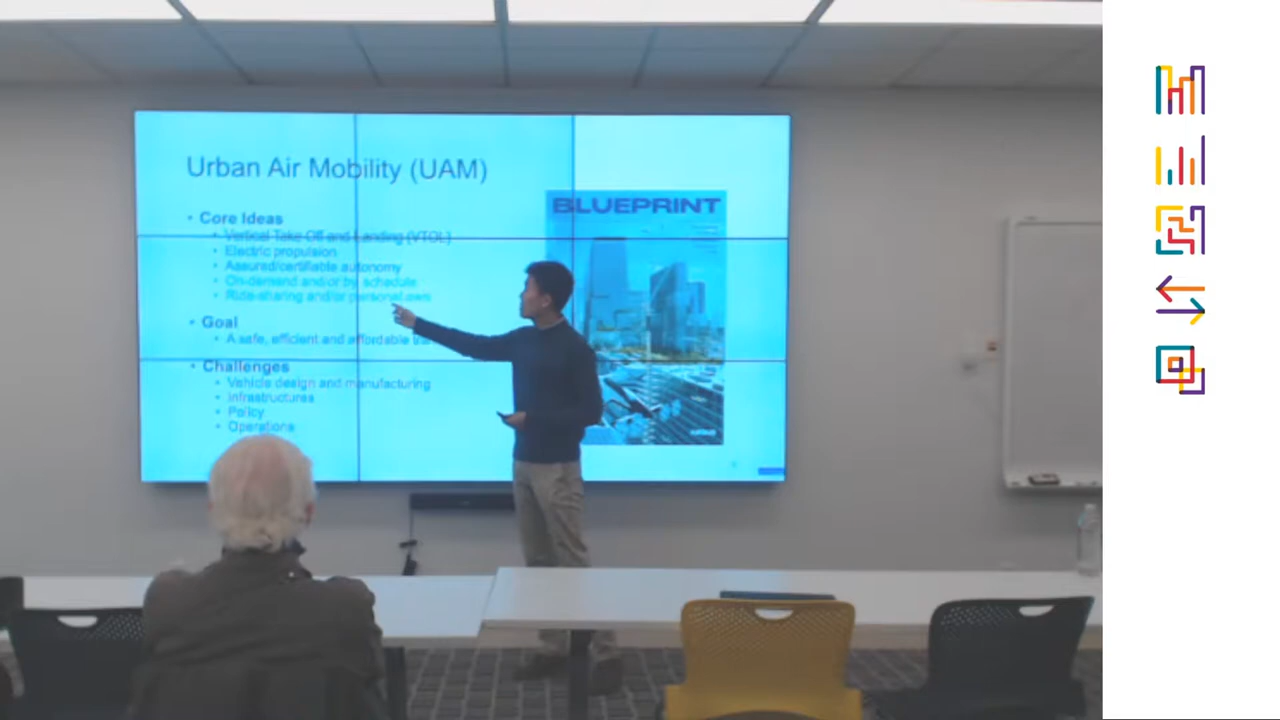 Urban Air Mobility (UAM)
• Core Ideas
• Vertical Take Off and Landing (VTOL)
• Electric propulsion
• Assured/certifiable autonomy
• On-demand and/or by schedule
• Ride-sharing and/or personal
• Goal
• A safe, efficient and affordable
• Challenges
• Vehicle design and manufacturing
• Infrastructures
• Policy
• Operations
BLUEPRINT